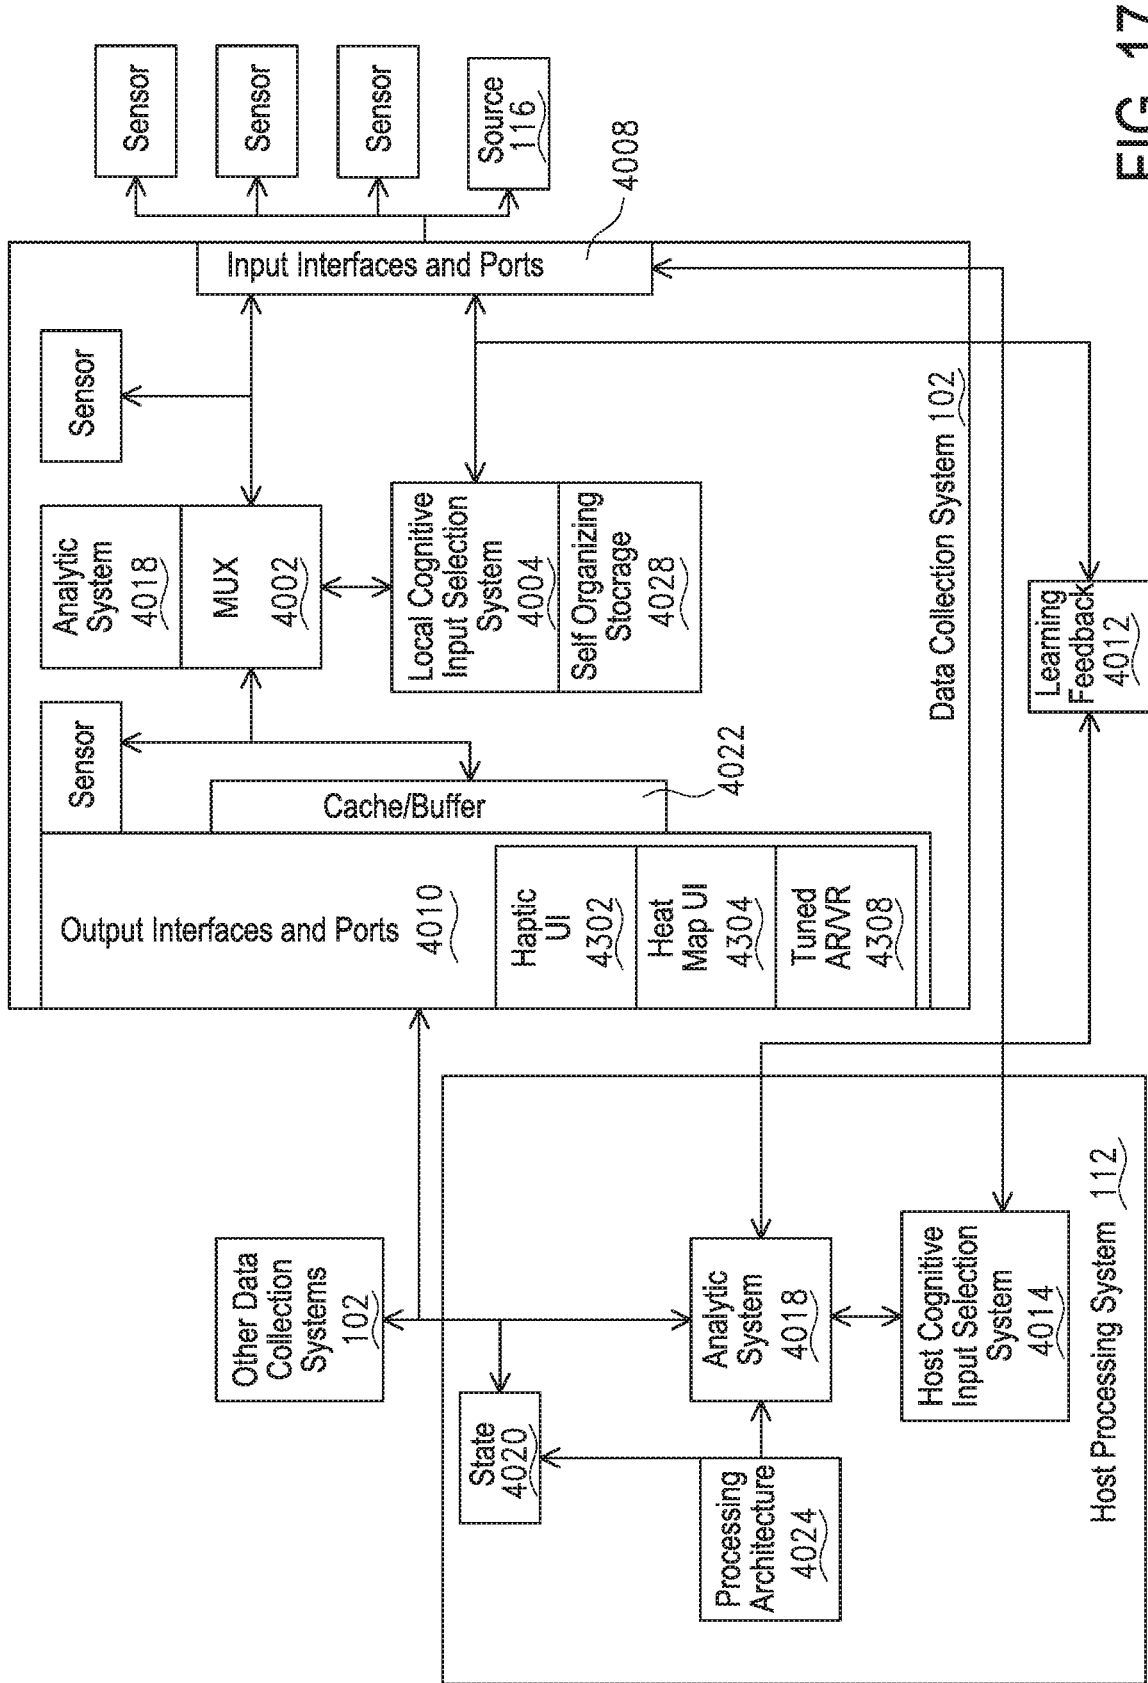 Sensor
Sensor
Sensor
Source
116
4008
Input Interfaces and Ports
Sensor
Analytic
System
4018
MUX
4002
Local Cognitive
Input Selection
System
4004
Self Organizing
Stocrage
4028
Data Collection System 102
Sensor
Cache/Buffer
4022
Output Interfaces and Ports
4010
Haptic
UI
4302
Heat
Map UI
4304
Tuned
AR/VR
4308
Learning
Feedback
4012
Other Data
Collection
Systems
102
State
4020
Analytic
System
4018
Processing
Architecture
4024
Host Cognitive
Input Selection
System
4014
Host Processing System 112
FIG. 17